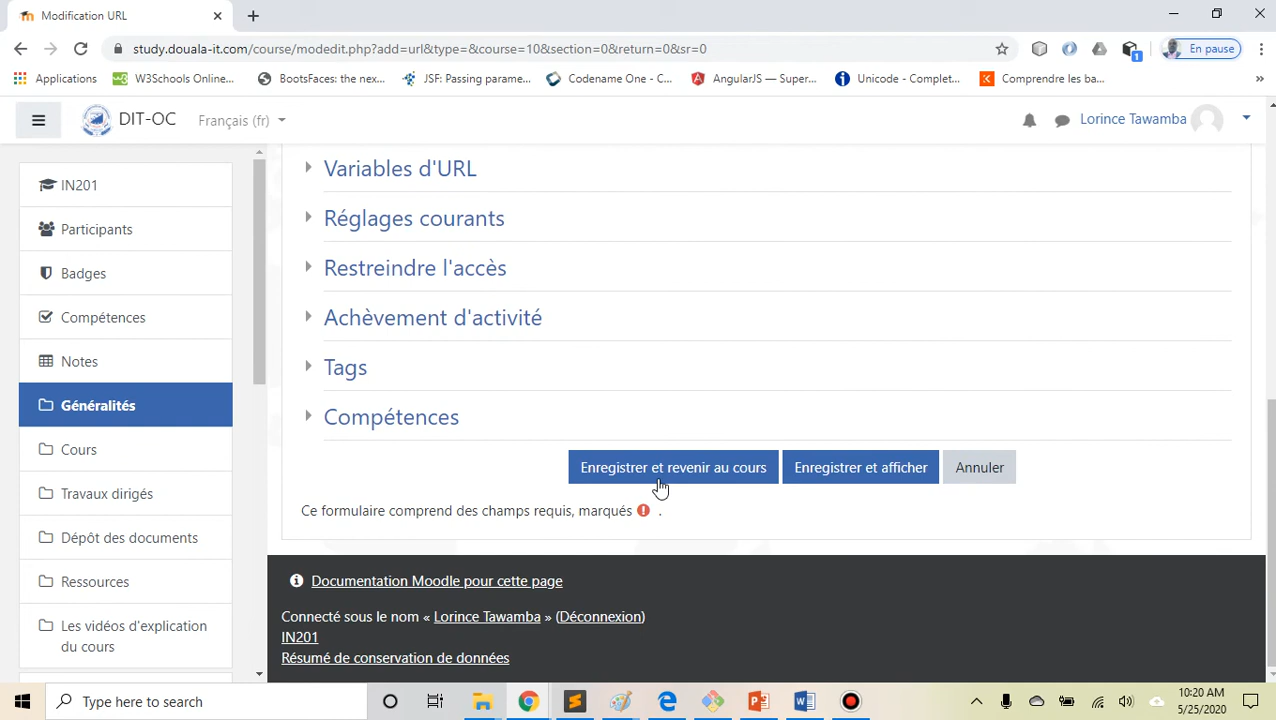 Modification URL
study.douala-it.com/course/modedit.php?add=url&type=&course=10&section=0&return=0&sr=0
En pause
Applications
W3Schools Online...
BootsFaces: the nex...
JSF: Passing parame...
Codename One - C...
AngularJS — Super...
Unicode - Complet...
Comprendre les ba...
DIT-OC
Français (fr)
Lorince Tawamba
IN201
Participants
Badges
Compétences
Notes
Généralités
Cours
Travaux dirigés
Dépôt des documents
Ressources
Les vidéos d'explication
du cours
Variables d'URL
Réglages courants
Restreindre l'accès
Achèvement d'activité
Tags
Compétences
Enregistrer et revenir au cours
Enregistrer et afficher
Annuler
Ce formulaire comprend des champs requis, marqués .
Documentation Moodle pour cette page
Connecté sous le nom « Lorince Tawamba » (Déconnexion)
IN201
Résumé de conservation de données
Type here to search
10:20 AM
5/25/2020